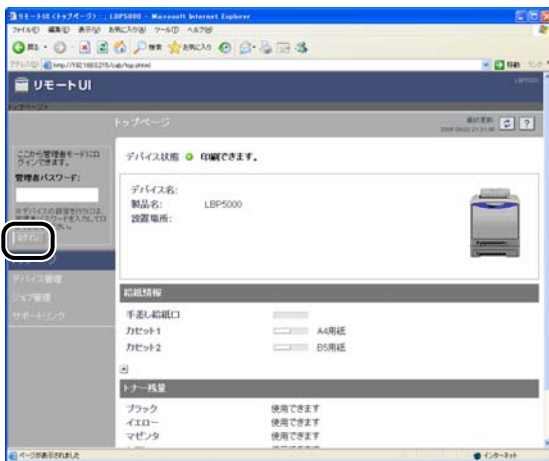 リモートUI <トップページ> : : LBP5000 - Microsoft Internet Explorer
ファイル(F) 編集(E) 表示(V) お気に入り(A) ツール(T) ヘルプ(H)
戻る 検索 お気に入り
アドレス(D) 移動 リンク
リモートUI
LBP5000
トップページ
最終更新
ここから管理者モードにロ
グインできます。
管理者パスワード:
ログイン
デバイス管理
ジョブ管理
サポートリンク
デバイス状態 印刷できます。
デバイス名:
製品名: LBP5000
設置場所:
給紙情報
手差し給紙口
カセット1 A4用紙
カセット2 B5用紙
トナー残量
ブラック 使用できます
イエロー 使用できます
マゼンタ 使用できます
ページが表示されました
インターネット